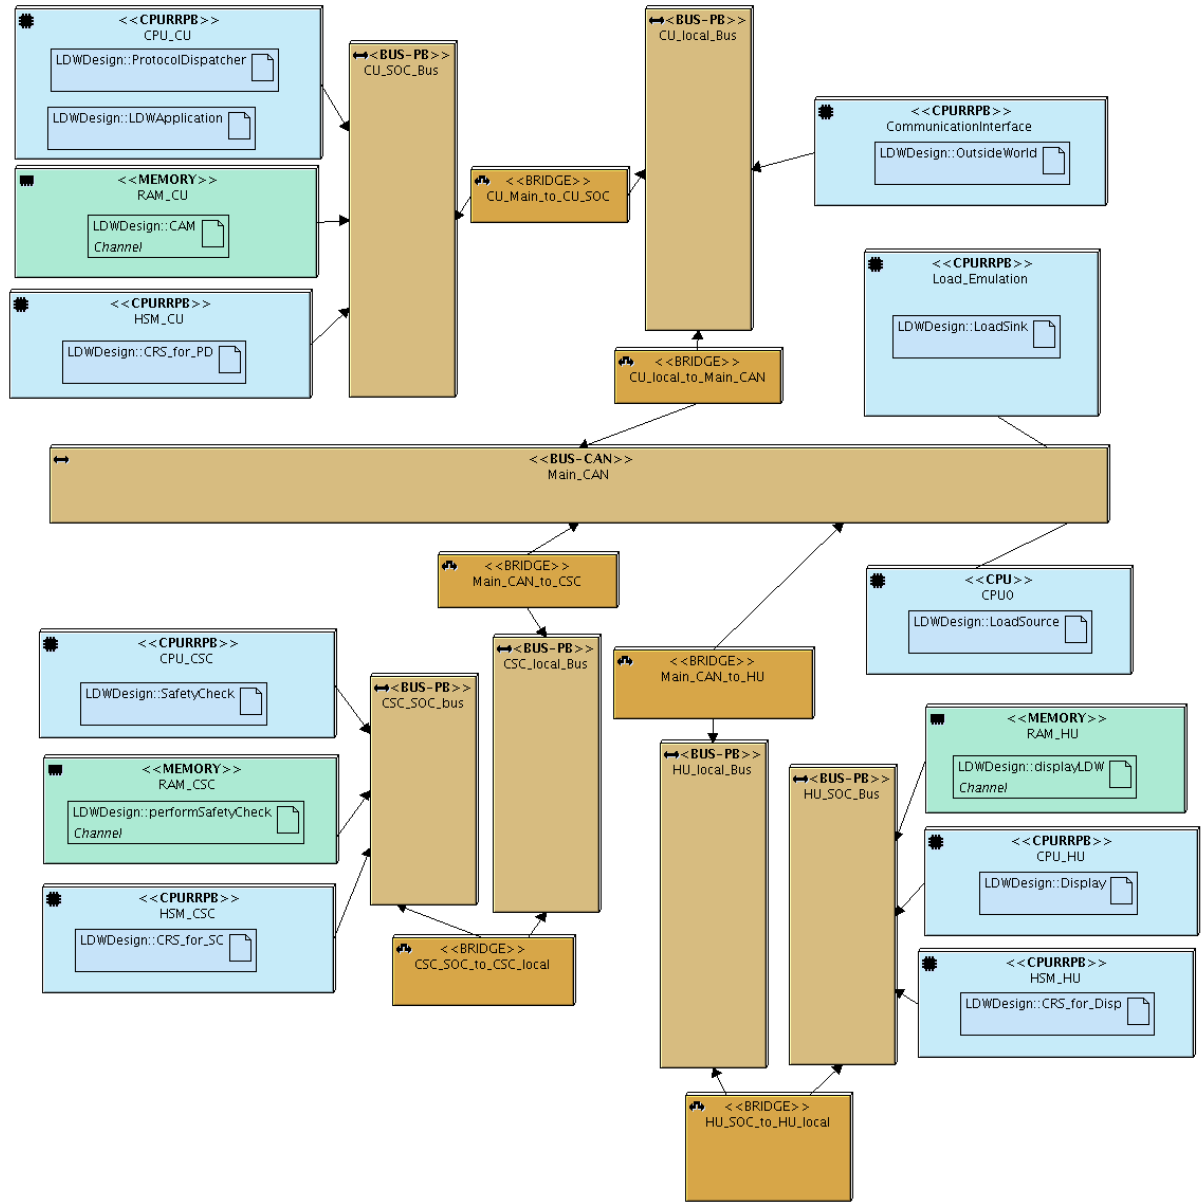 <<CPURRPB>>
CPU_CU
LDWDesign::ProtocolDispatcher
LDWDesign::LDWApplication
<<BUS-PB>>
CU_SOC_Bus
<<BUS-PB>>
CU_local_Bus
<<CPURRPB>>
CommunicationInterface
LDWDesign::OutsideWorld
<<MEMORY>>
RAM_CU
LDWDesign::CAM
Channel
<<BRIDGE>>
CU_Main_to_CU_SOC
<<CPURRPB>>
HSM_CU
LDWDesign::CRS_for_PD
<<CPURRPB>>
Load_Emulation
LDWDesign::LoadSink
<<BRIDGE>>
CU_local_to_Main_CAN
<<BUS-CAN>>
Main_CAN
<<BRIDGE>>
Main_CAN_to_CSC
<<CPU>>
CPU0
LDWDesign::LoadSource
<<CPURRPB>>
CPU_CSC
LDWDesign::SafetyCheck
<<BUS-PB>>
CSC_SOC_bus
<<BUS-PB>>
CSC_local_Bus
<<BRIDGE>>
Main_CAN_to_HU
<<MEMORY>>
RAM_CSC
LDWDesign::performSafetyCheck
Channel
<<BUS-PB>>
HU_local_Bus
<<BUS-PB>>
HU_SOC_Bus
<<MEMORY>>
RAM_HU
LDWDesign::displayLDW
Channel
<<CPURRPB>>
CPU_HU
LDWDesign::Display
<<CPURRPB>>
HSM_CSC
LDWDesign::CRS_for_SC
<<BRIDGE>>
CSC_SOC_to_CSC_local
<<CPURRPB>>
HSM_HU
LDWDesign::CRS_for_Disp
<<BRIDGE>>
HU_SOC_to_HU_local